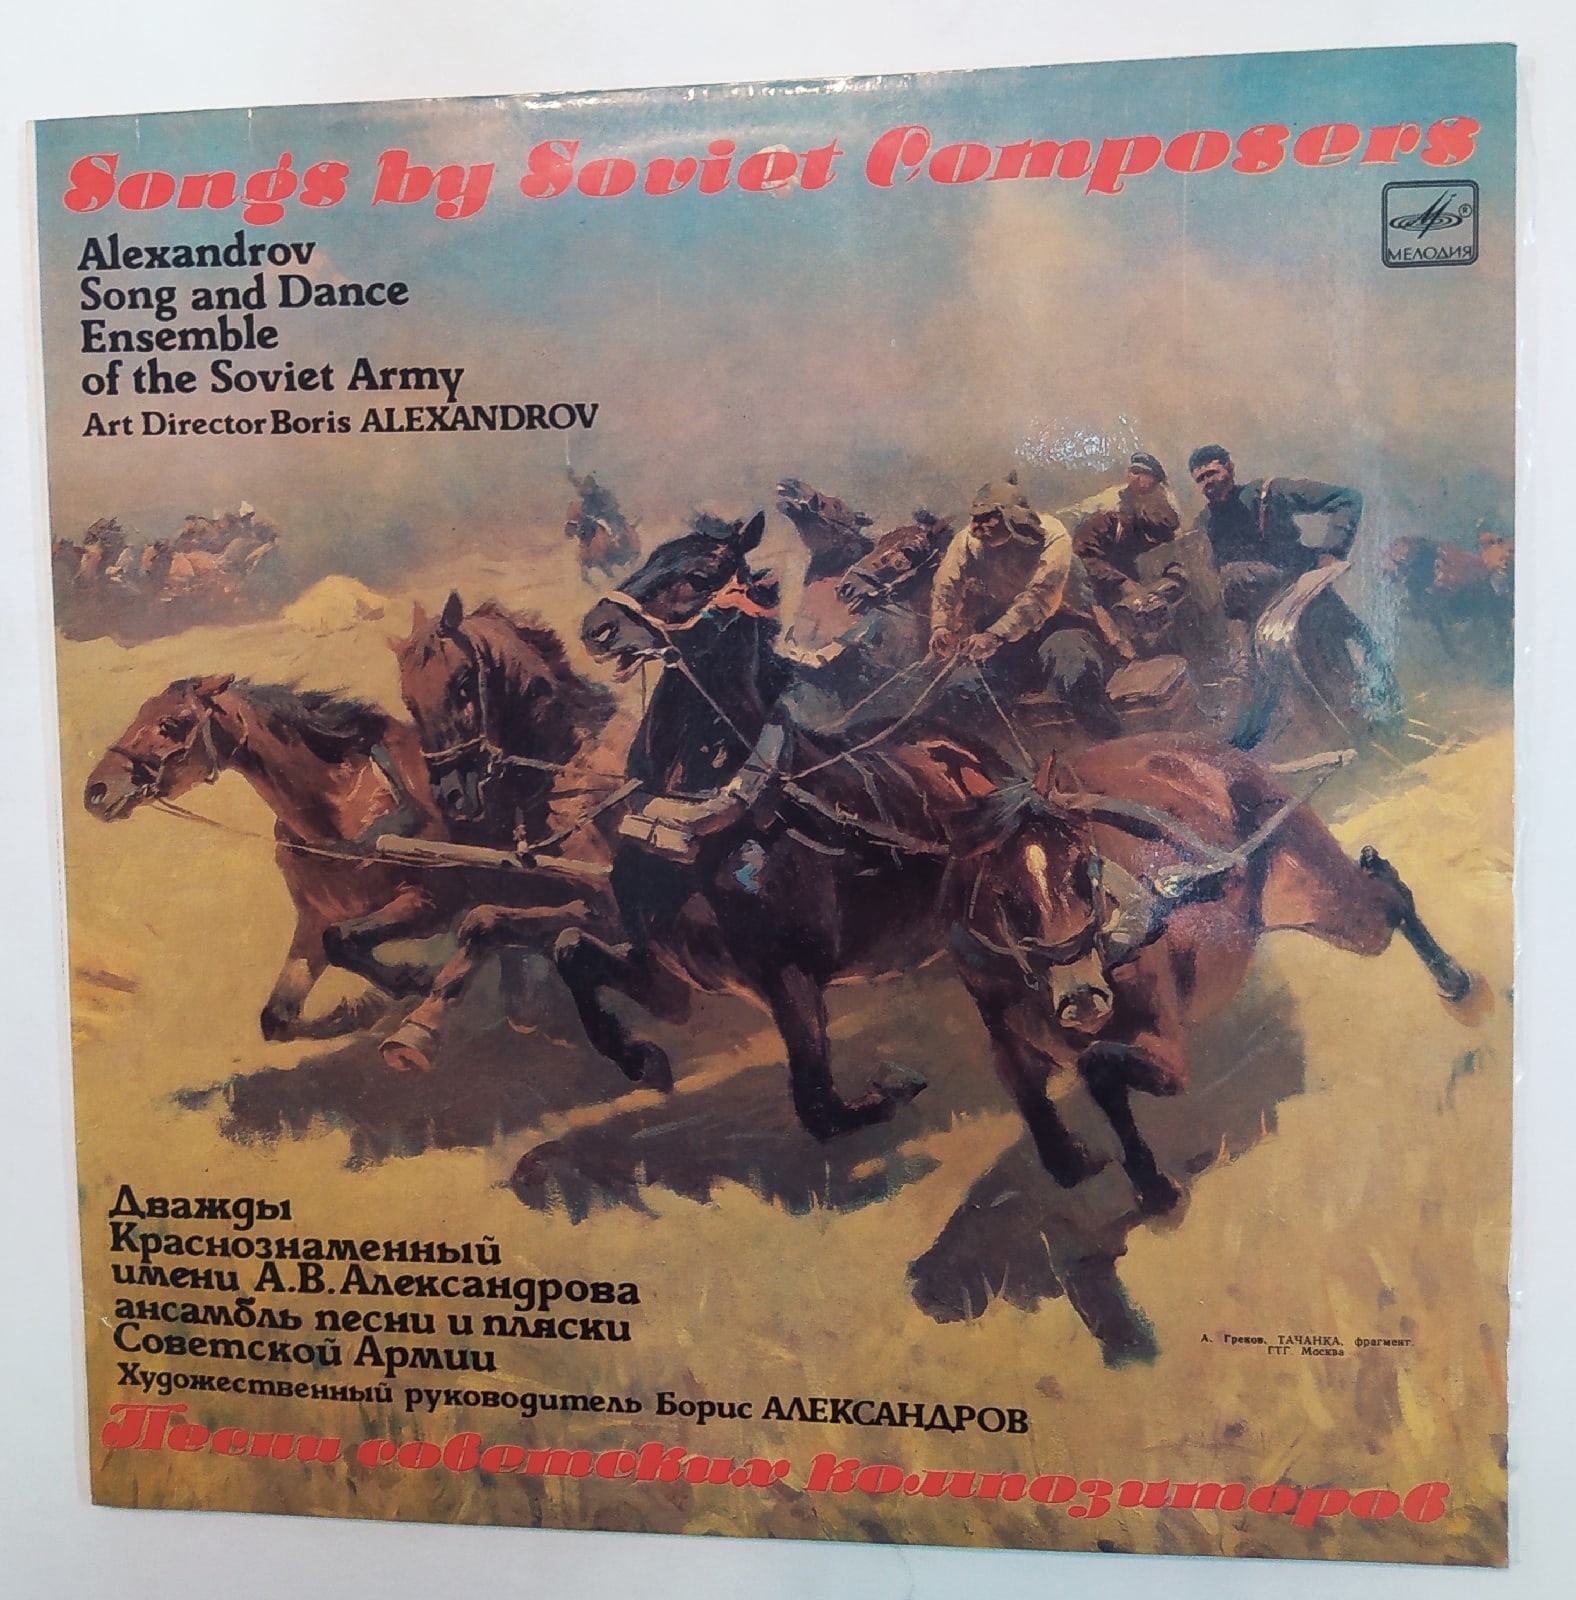 Songs by Soviet Composers
МЕЛОДИЯ
Alexandrov
Song and Dance
Ensemble
of the Soviet Army
Art Director Boris ALEXANDROV
Дважды
Краснознаменный
имени А.В.Александрова
ансамбль песни и пляски
Советской Армии
Художественный руководитель Борис АЛЕКСАНДРОВ
А. Греков. ТАЧАНКА, фрагмент.
ГТГ. Москва
Песни советских композиторов